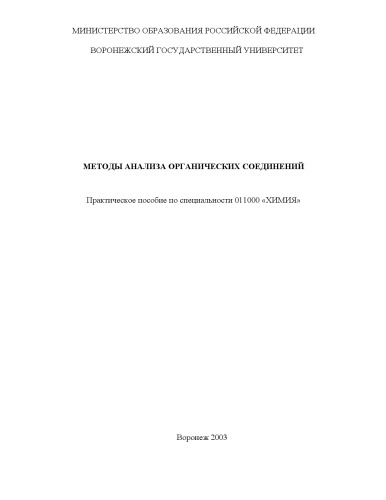 МИНИСТЕРСТВО ОБРАЗОВАНИЯ РОССИЙСКОЙ ФЕДЕРАЦИИ
ВОРОНЕЖСКИЙ ГОСУДАРСТВЕННЫЙ УНИВЕРСИТЕТ
МЕТОДЫ АНАЛИЗА ОРГАНИЧЕСКИХ СОЕДИНЕНИЙ
Практическое пособие по специальности 011000 «ХИМИЯ»
Воронеж 2003